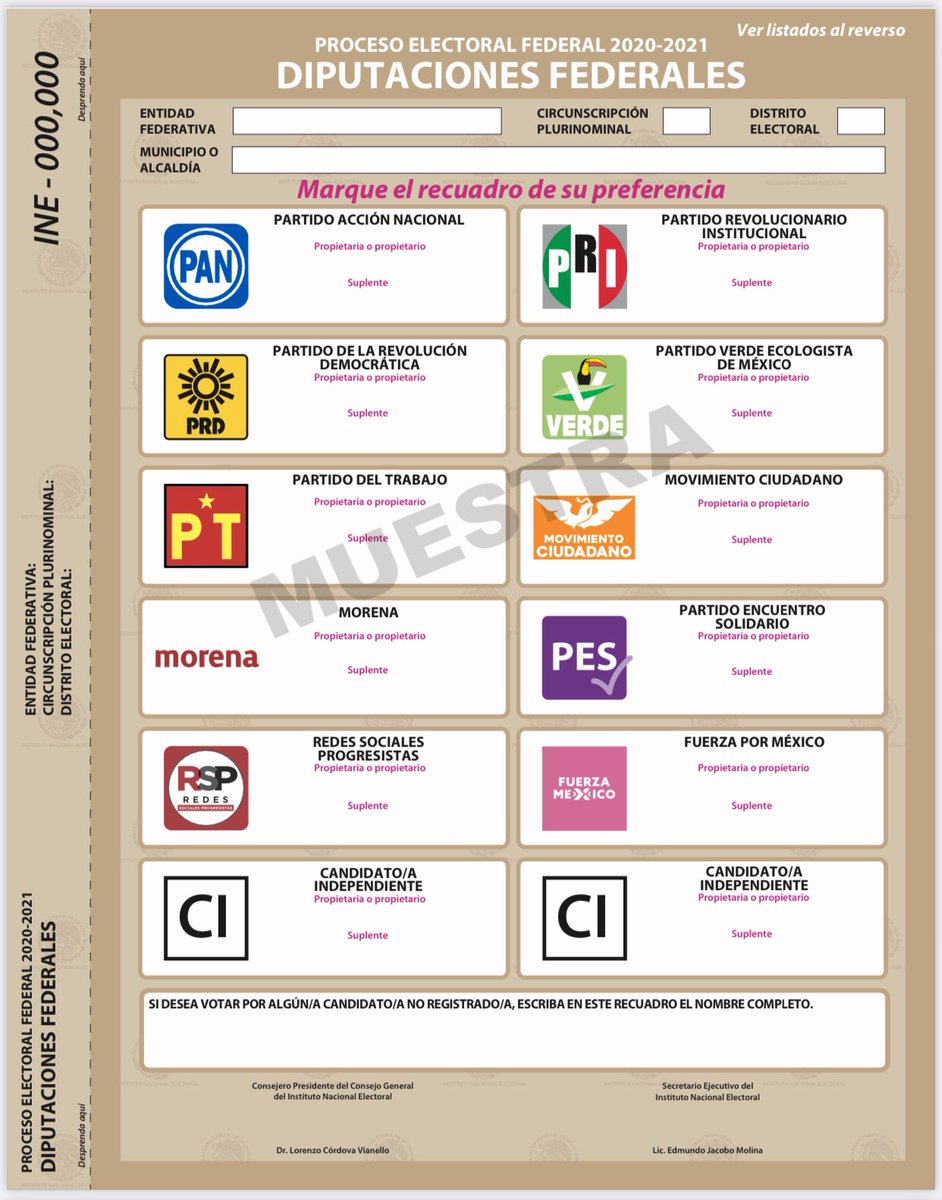 Ver listados al reverso
PROCESO ELECTORAL FEDERAL 2020-2021
DIPUTACIONES FEDERALES
INE - 000,000
Desprenda aquí
ENTIDAD FEDERATIVA:
CIRCUNSCRIPCIÓN PLURINOMINAL:
DISTRITO ELECTORAL:
PROCESO ELECTORAL FEDERAL 2020-2021
DIPUTACIONES FEDERALES
Desprenda aquí
ENTIDAD
FEDERATIVA
CIRCUNSCRIPCIÓN
PLURINOMINAL
DISTRITO
ELECTORAL
MUNICIPIO O
ALCALDÍA
Marque el recuadro de su preferencia
PAN
PARTIDO ACCIÓN NACIONAL
Propietaria o propietario
Suplente
PRI
PARTIDO REVOLUCIONARIO
INSTITUCIONAL
Propietaria o propietario
Suplente
PRD
PARTIDO DE LA REVOLUCIÓN
DEMOCRÁTICA
Propietaria o propietario
Suplente
VERDE
PARTIDO VERDE ECOLOGISTA
DE MÉXICO
Propietaria o propietario
Suplente
PT
PARTIDO DEL TRABAJO
Propietaria o propietario
Suplente
MOVIMIENTO
CIUDADANO
MOVIMIENTO CIUDADANO
Propietaria o propietario
Suplente
MUESTRA
morena
MORENA
Propietaria o propietario
Suplente
PES
PARTIDO ENCUENTRO
SOLIDARIO
Propietaria o propietario
Suplente
RSP
REDES
SOCIALES PROGRESISTAS
REDES SOCIALES
PROGRESISTAS
Propietaria o propietario
Suplente
FUERZA
MEXICO
FUERZA POR MÉXICO
Propietaria o propietario
Suplente
CI
CANDIDATO/A
INDEPENDIENTE
Propietaria o propietario
Suplente
CI
CANDIDATO/A
INDEPENDIENTE
Propietaria o propietario
Suplente
SI DESEA VOTAR POR ALGÚN/A CANDIDATO/A NO REGISTRADO/A, ESCRIBA EN ESTE RECUADRO EL NOMBRE COMPLETO.
Consejero Presidente del Consejo General
del Instituto Nacional Electoral
Secretario Ejecutivo del
Instituto Nacional Electoral
Dr. Lorenzo Córdova Vianello
Lic. Edmundo Jacobo Molina
INSTITUTO NACIONAL ELECTORAL